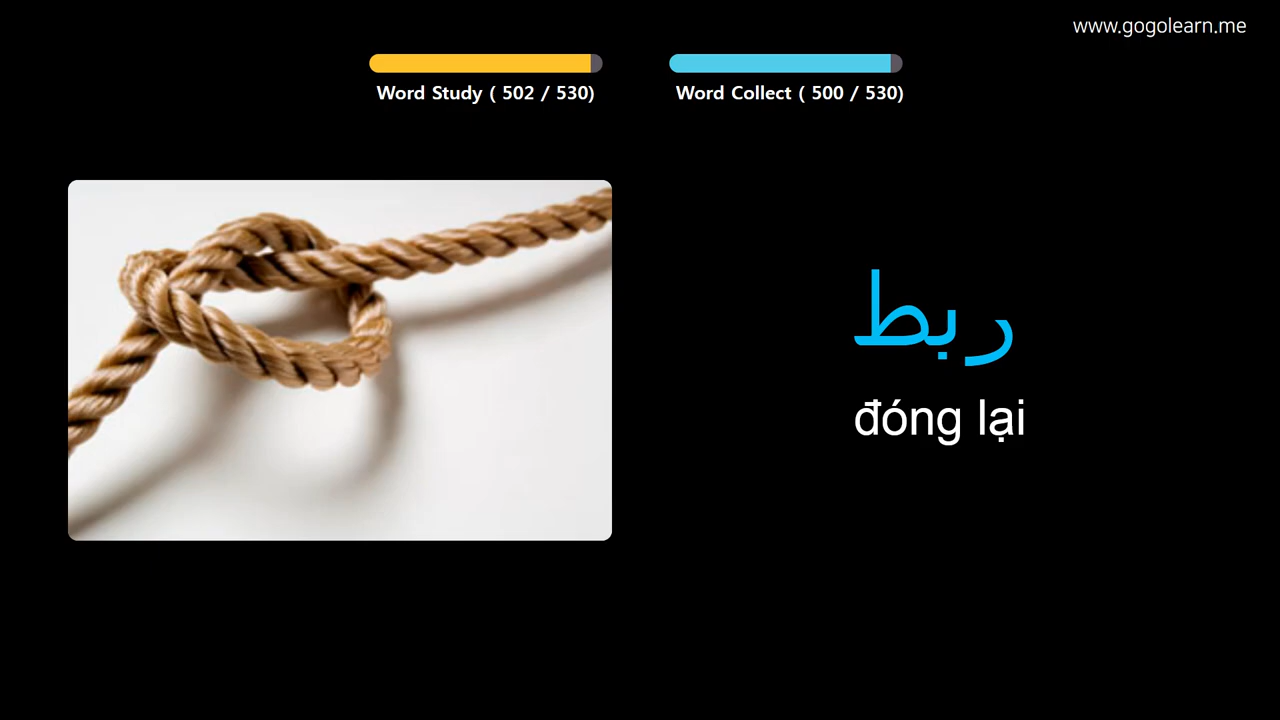 www.gogolearn.me
Word Study ( 502 / 530)
Word Collect ( 500 / 530)
ربط
đóng lại